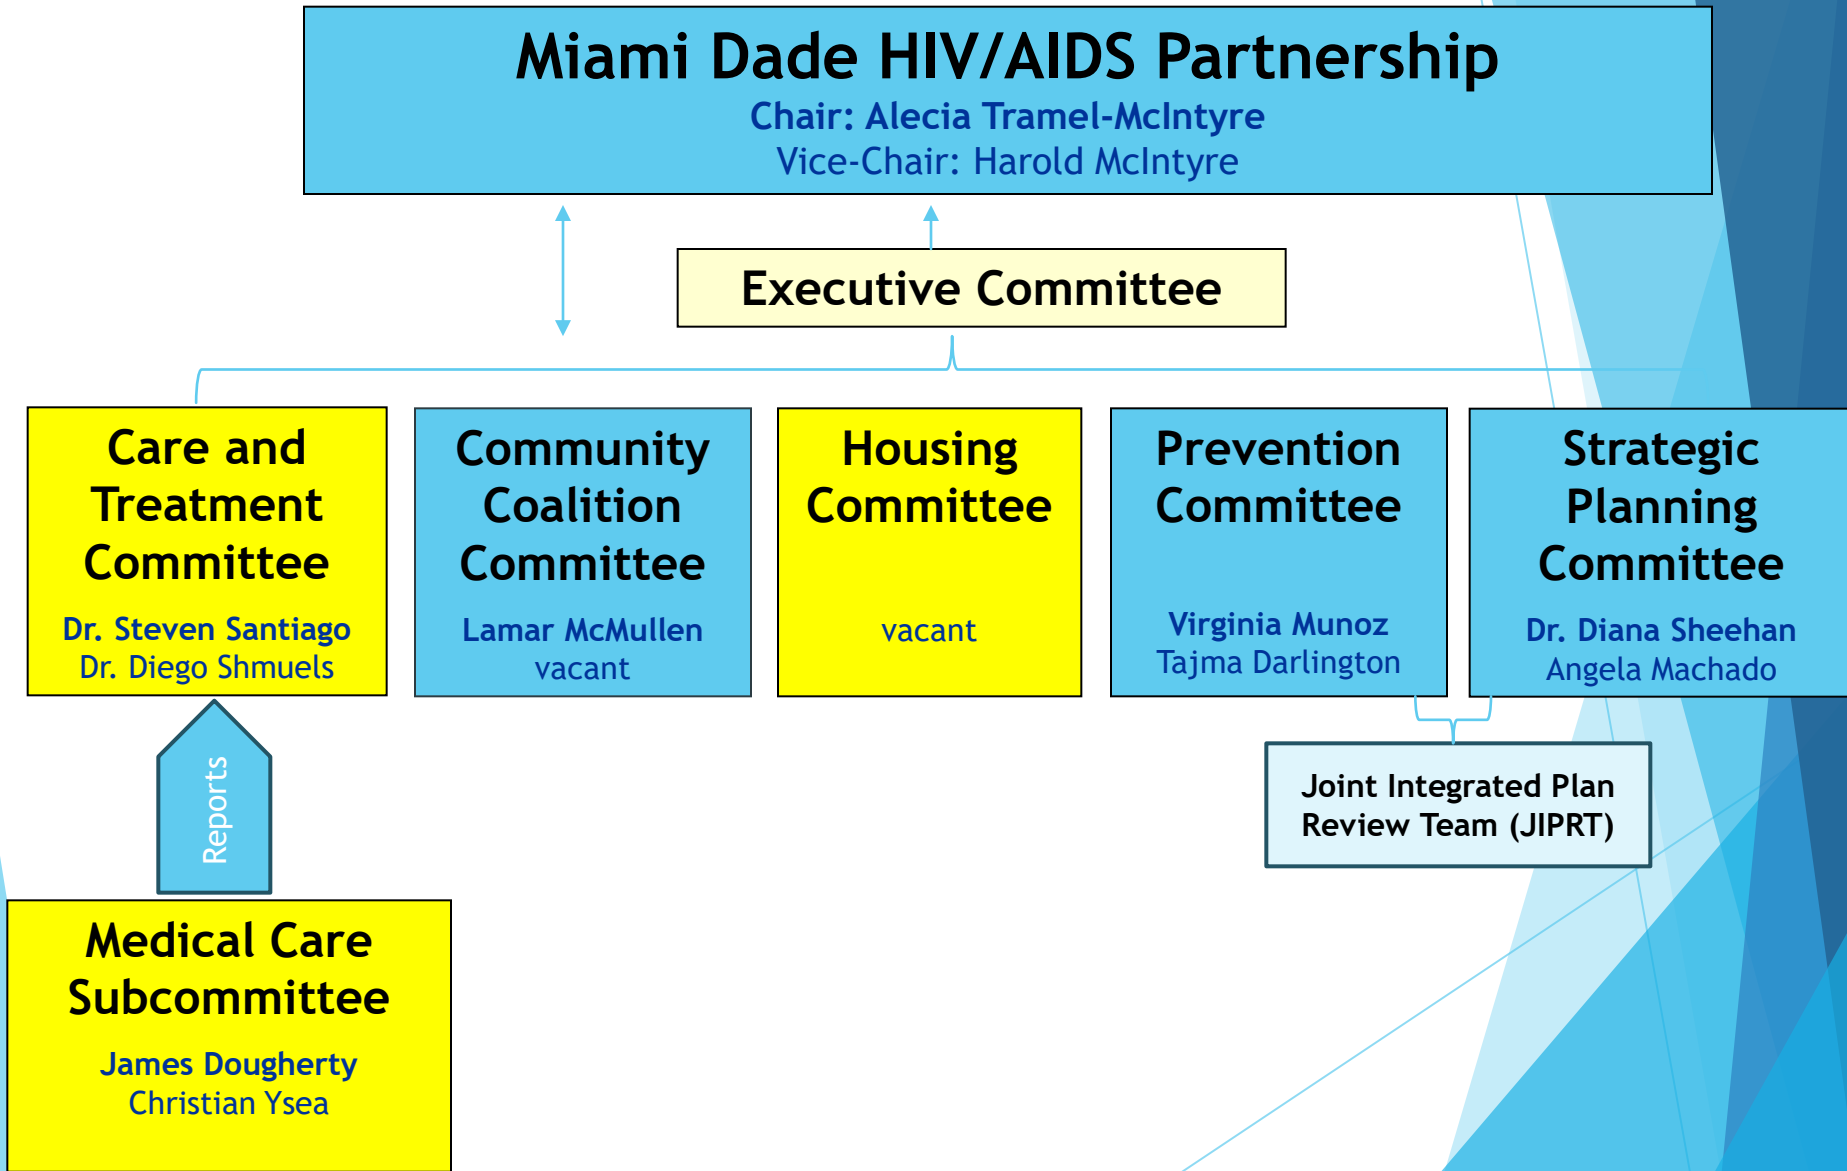 Miami Dade HIV/AIDS Partnership
Chair: Alecia Tramel-McIntyre
Vice-Chair: Harold McIntyre
Executive Committee
Care and
Treatment
Committee
Dr. Steven Santiago
Dr. Diego Shmuels
Community
Coalition
Committee
Lamar McMullen
vacant
Housing
Committee
vacant
Prevention
Committee
Virginia Munoz
Tajma Darlington
Strategic
Planning
Committee
Dr. Diana Sheehan
Angela Machado
Reports
Joint Integrated Plan
Review Team (JIPRT)
Medical Care
Subcommittee
James Dougherty
Christian Ysea